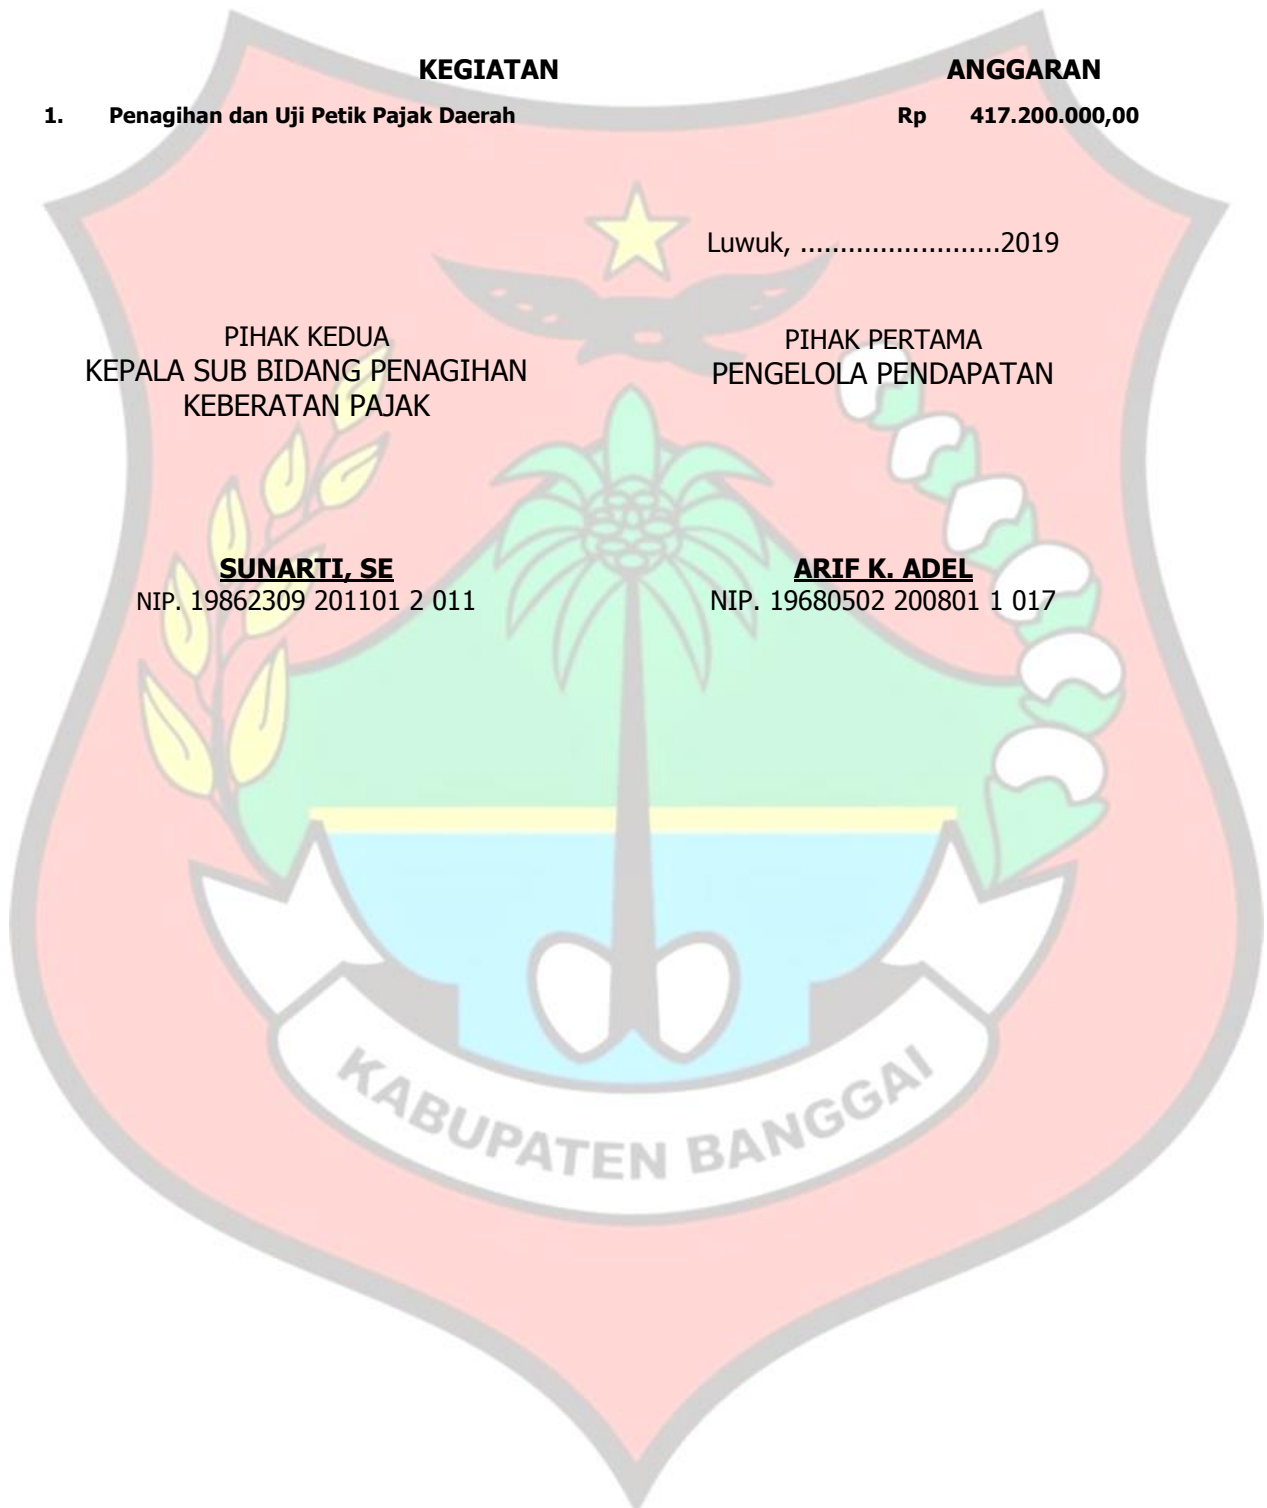 KEGIATAN ANGGARAN
1. Penagihan dan Uji Petik Pajak Daerah Rp 417.200.000,00
Luwuk, .........................2019
PIHAK KEDUA
KEPALA SUB BIDANG PENAGIHAN
KEBERATAN PAJAK
PIHAK PERTAMA
PENGELOLA PENDAPATAN
SUNARTI, SE
NIP. 19862309 201101 2 011
ARIF K. ADEL
NIP. 19680502 200801 1 017
KABUPATEN BANGGAI